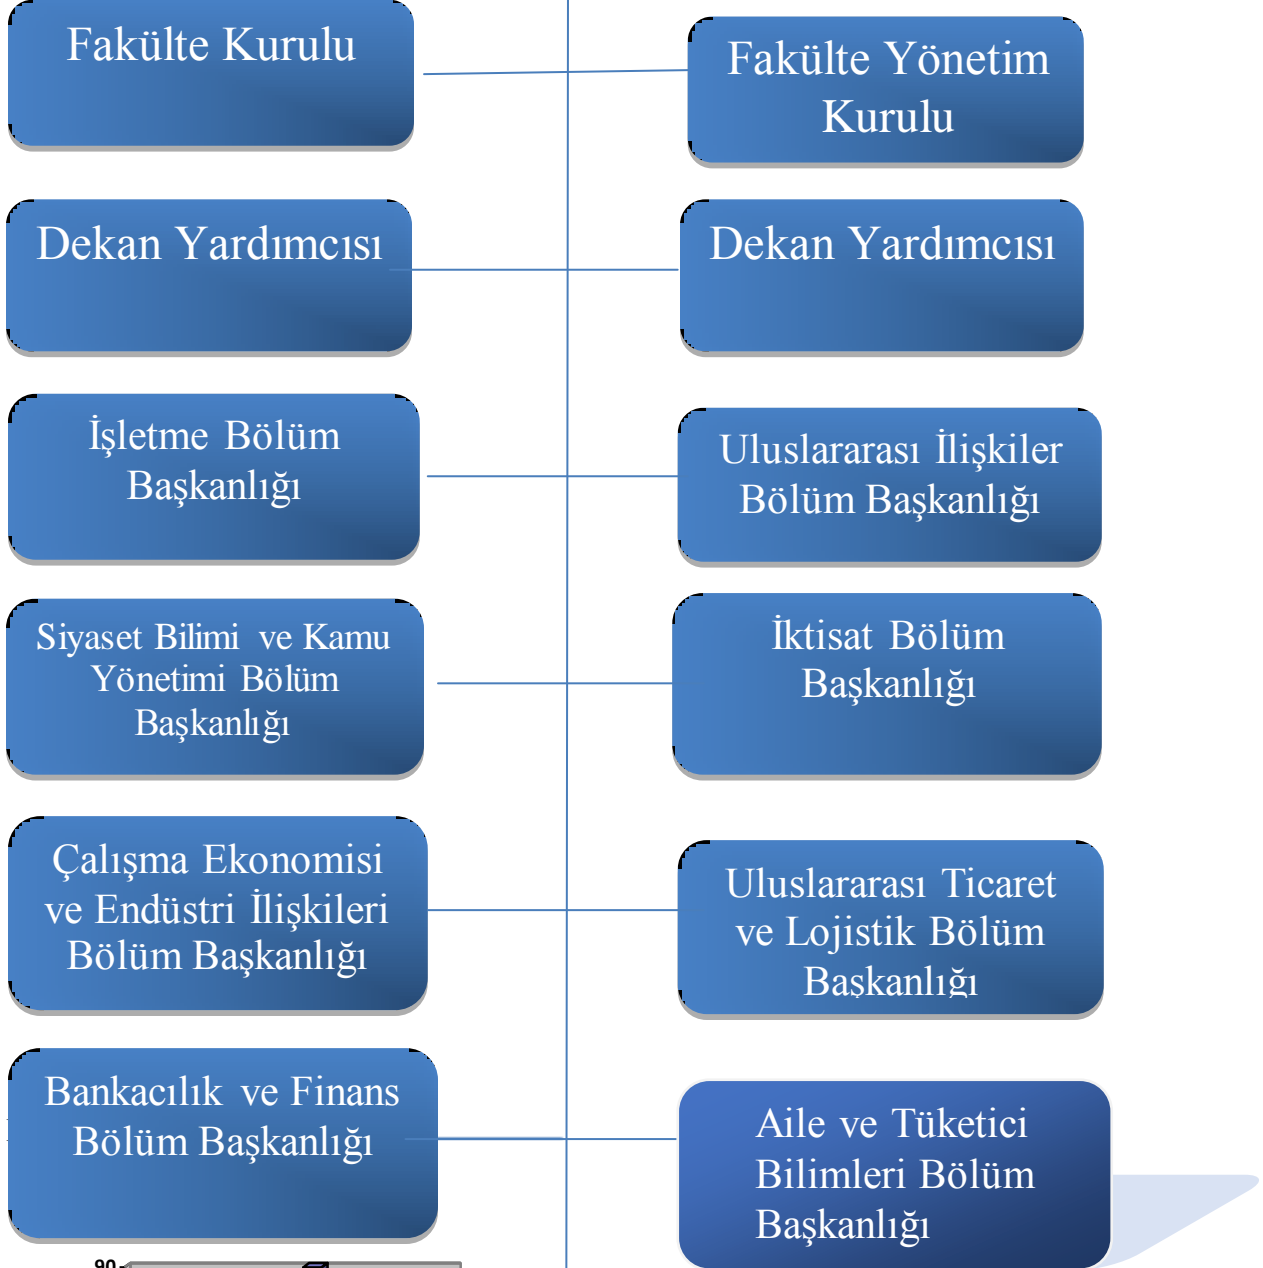 Fakülte Kurulu
Fakülte Yönetim
Kurulu
Dekan Yardımcısı
Dekan Yardımcısı
İşletme Bölüm
Başkanlığı
Uluslararası İlişkiler
Bölüm Başkanlığı
Siyaset Bilimi ve Kamu
Yönetimi Bölüm
Başkanlığı
İktisat Bölüm
Başkanlığı
Çalışma Ekonomisi
ve Endüstri İlişkileri
Bölüm Başkanlığı
Uluslararası Ticaret
ve Lojistik Bölüm
Başkanlığı
Bankacılık ve Finans
Bölüm Başkanlığı
Aile ve Tüketici
Bilimleri Bölüm
Başkanlığı
90